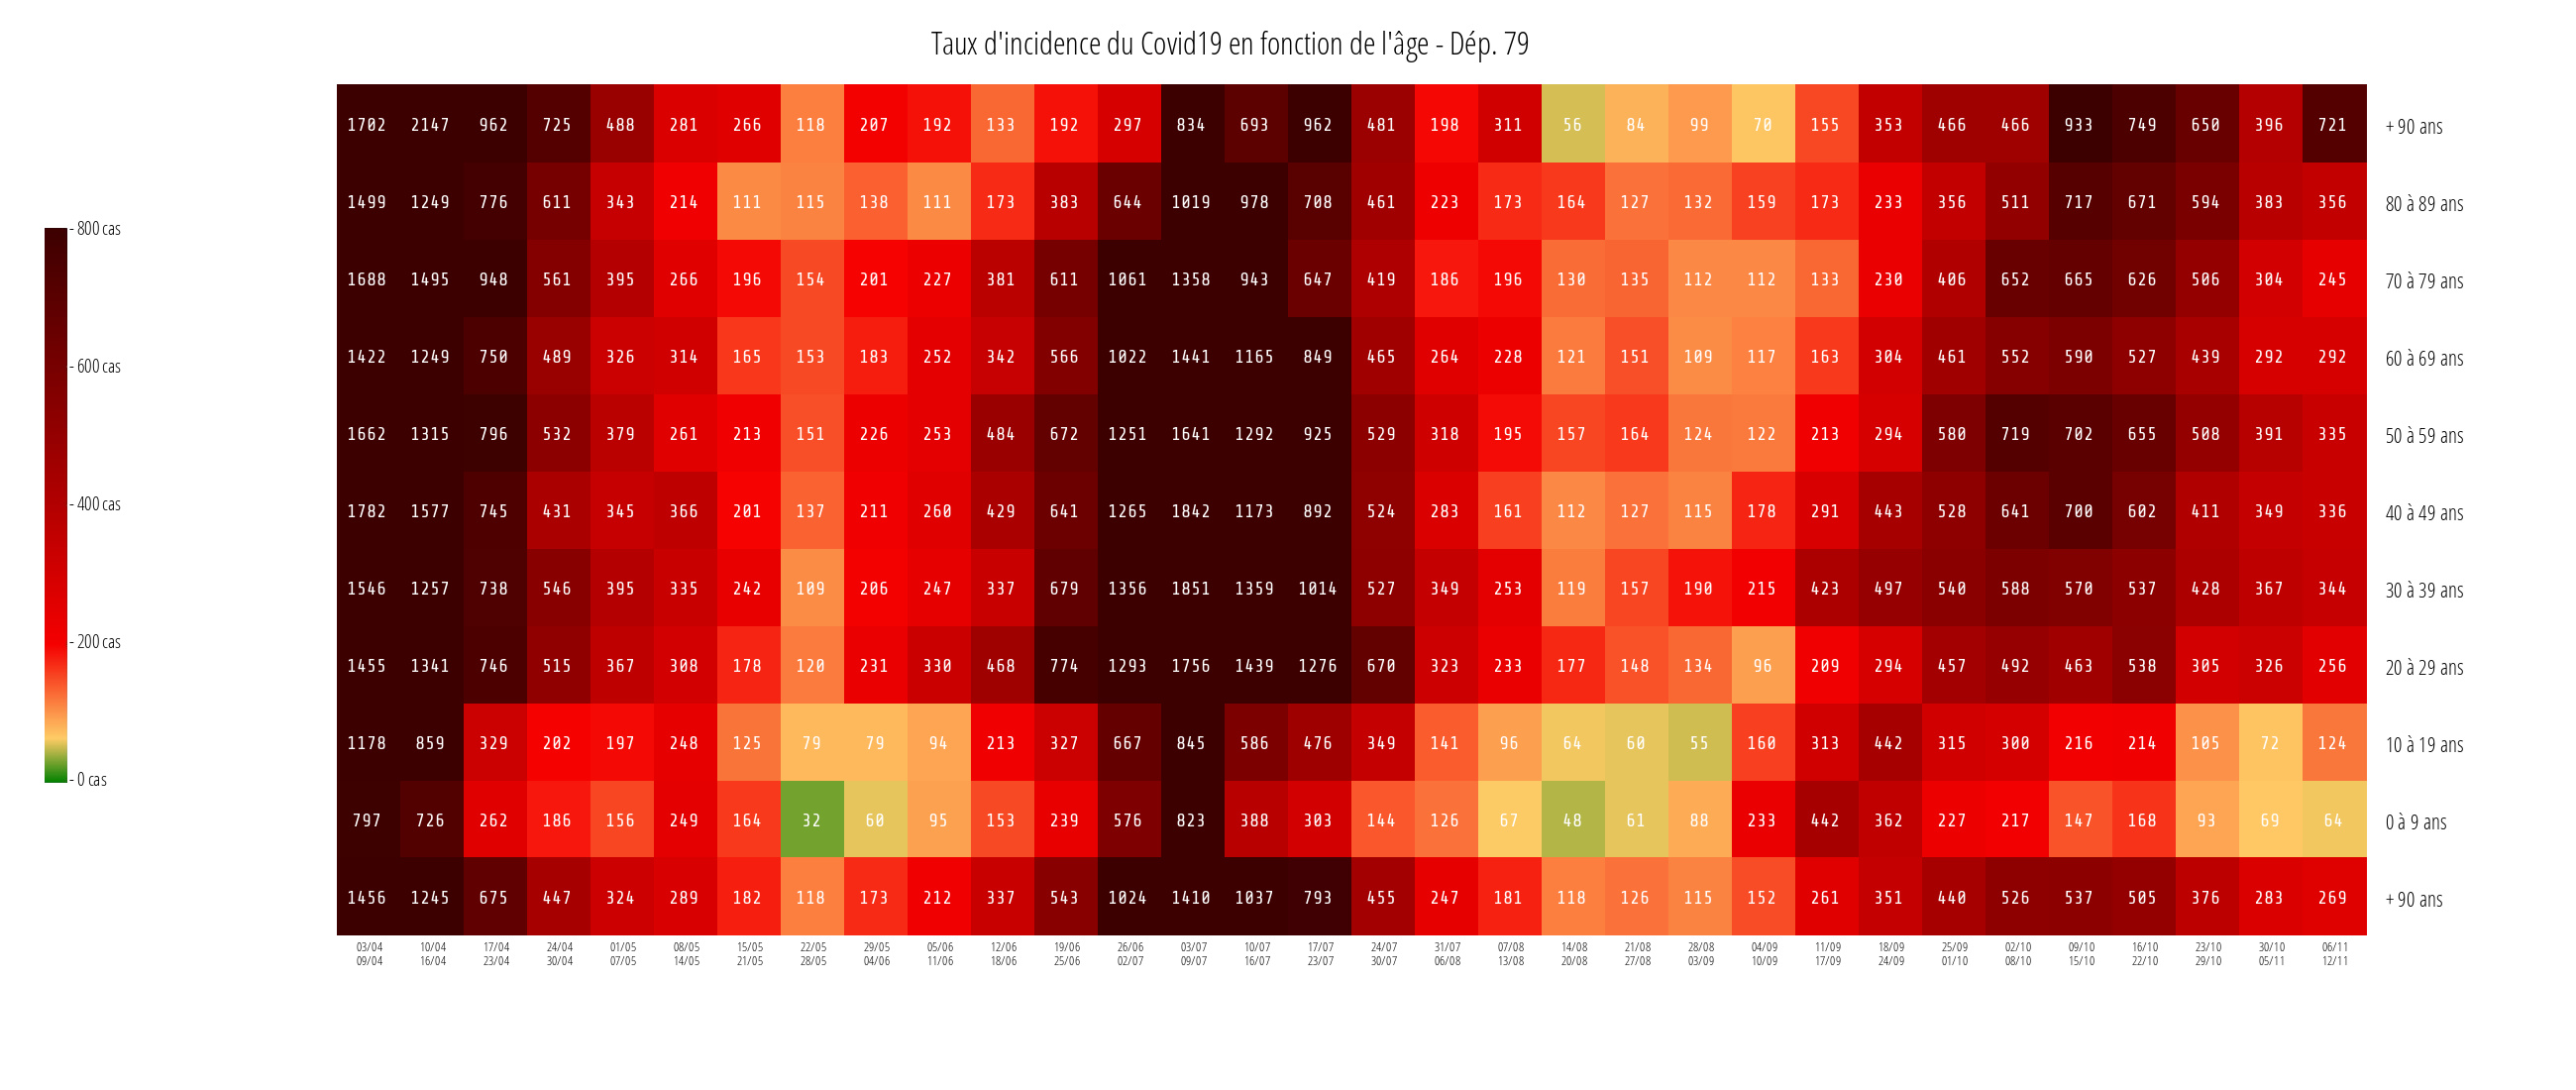 Taux d'incidence du Covid19 en fonction de l'âge - Dép. 79
- 800 cas
- 600 cas
- 400 cas
- 200 cas
- 0 cas
1702 2147 962 725 488 281 266 118 207 192 133 192 297 834 693 962 481 198 311 56 84 99 70 155 353 466 466 933 749 650 396 721 + 90 ans
1499 1249 776 611 343 214 111 115 138 111 173 383 644 1019 978 708 461 223 173 164 127 132 159 173 233 356 511 717 671 594 383 356 80 à 89 ans
1688 1495 948 561 395 266 196 154 201 227 381 611 1061 1358 943 647 419 186 196 130 135 112 112 133 230 406 652 665 626 506 304 245 70 à 79 ans
1422 1249 750 489 326 314 165 153 183 252 342 566 1022 1441 1165 849 465 264 228 121 151 109 117 163 304 461 552 590 527 439 292 292 60 à 69 ans
1662 1315 796 532 379 261 213 151 226 253 484 672 1251 1641 1292 925 529 318 195 157 164 124 122 213 294 580 719 702 655 508 391 335 50 à 59 ans
1782 1577 745 431 345 366 201 137 211 260 429 641 1265 1842 1173 892 524 283 161 112 127 115 178 291 443 528 641 700 602 411 349 336 40 à 49 ans
1546 1257 738 546 395 335 242 109 206 247 337 679 1356 1851 1359 1014 527 349 253 119 157 190 215 423 497 540 588 570 537 428 367 344 30 à 39 ans
1455 1341 746 515 367 308 178 120 231 330 468 774 1293 1756 1439 1276 670 323 233 177 148 134 96 209 294 457 492 463 538 305 326 256 20 à 29 ans
1178 859 329 202 197 248 125 79 79 94 213 327 667 845 586 476 349 141 96 64 60 55 160 313 442 315 300 216 214 105 72 124 10 à 19 ans
797 726 262 186 156 249 164 32 60 95 153 239 576 823 388 303 144 126 67 48 61 88 233 442 362 227 217 147 168 93 69 64 0 à 9 ans
1456 1245 675 447 324 289 182 118 173 212 337 543 1024 1410 1037 793 455 247 181 118 126 115 152 261 351 440 526 537 505 376 283 269 + 90 ans
03/04 10/04 17/04 24/04 01/05 08/05 15/05 22/05 29/05 05/06 12/06 19/06 26/06 03/07 10/07 17/07 24/07 31/07 07/08 14/08 21/08 28/08 04/09 11/09 18/09 25/09 02/10 09/10 16/10 23/10 30/10 06/11
09/04 16/04 23/04 30/04 07/05 14/05 21/05 28/05 04/06 11/06 18/06 25/06 02/07 09/07 16/07 23/07 30/07 06/08 13/08 20/08 27/08 03/09 10/09 17/09 24/09 01/10 08/10 15/10 22/10 29/10 05/11 12/11